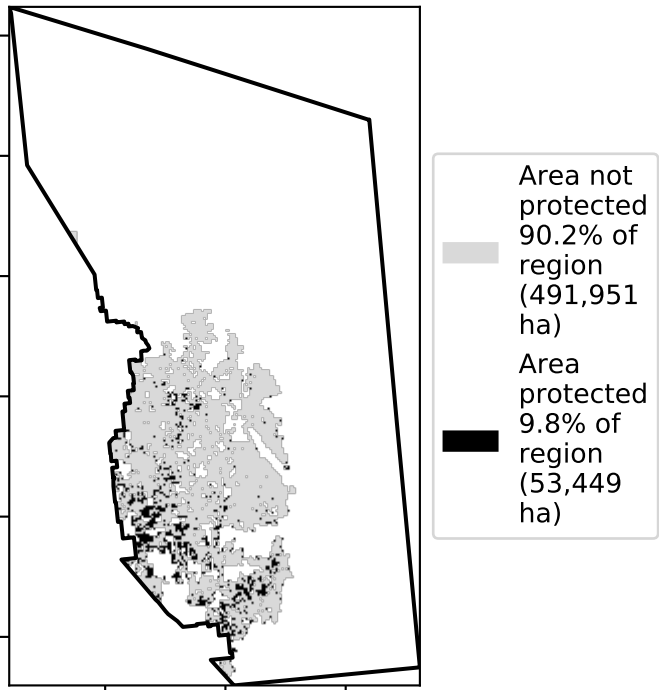 Area not
protected
90.2% of
region
(491,951
ha)
Area
protected
9.8% of
region
(53,449
ha)